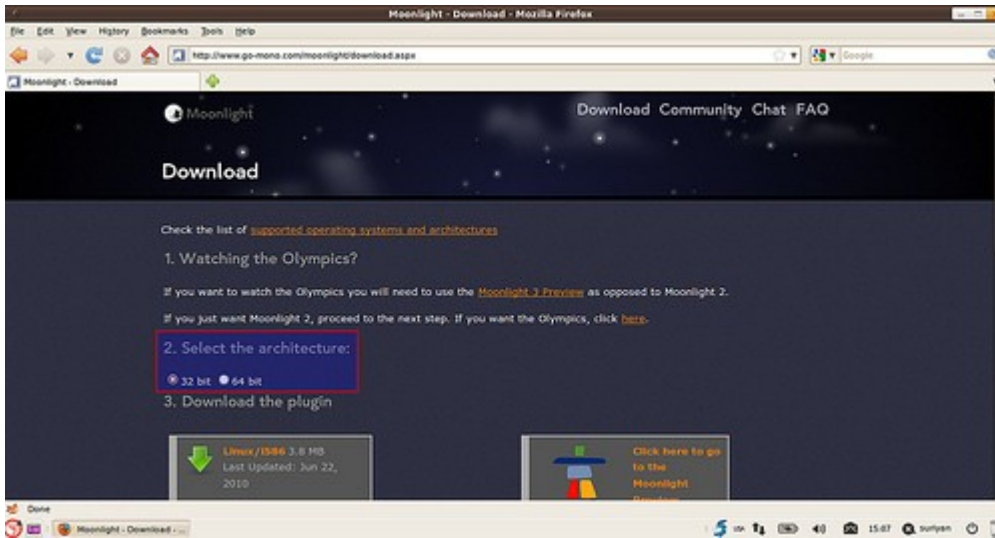 Moonlight - Download - Mozilla Firefox
File Edit View History Bookmarks Tools Help
http://www.go-mono.com/moonlight/download.aspx
Google
Moonlight - Download
Moonlight
Download Community Chat FAQ
Download
Check the list of supported operating systems and architectures
1. Watching the Olympics?
If you want to watch the Olympics you will need to use the Moonlight 3 Preview as opposed to Moonlight 2.
If you just want Moonlight 2, proceed to the next step. If you want the Olympics, click here.
2. Select the architecture:
32 bit 64 bit
3. Download the plugin
Linux/i586 3.8 MB
Last Updated: Jun 22,
2010
Click here to go
to the
Moonlight
Preview
Done
Moonlight - Download - ...
USA
15:07
suriyan